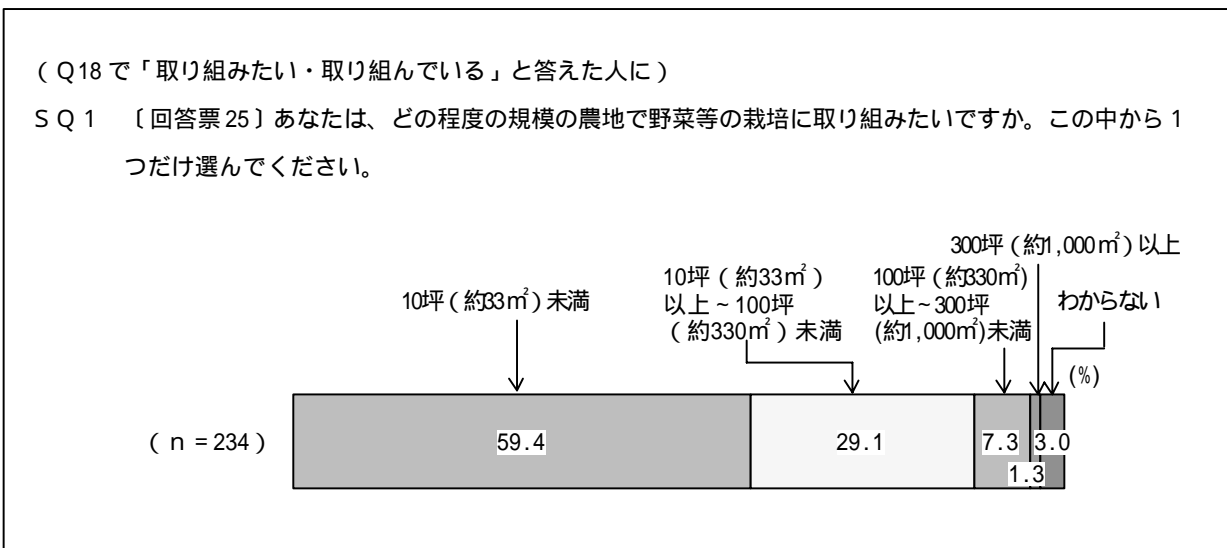 (Q18で「取り組みたい・取り組んでいる」と答えた人に)
SQ1 〔回答票25〕あなたは、どの程度の規模の農地で野菜等の栽培に取り組みたいですか。この中から1
つだけ選んでください。
300坪(約1,000㎡)以上
10坪(約33㎡)未満
10坪(約33㎡)
以上~100坪
(約330㎡)未満
100坪(約330㎡)
以上~300坪
(約1,000㎡)未満
わからない
(%)
(n=234)
59.4
29.1
7.3
1.3
3.0